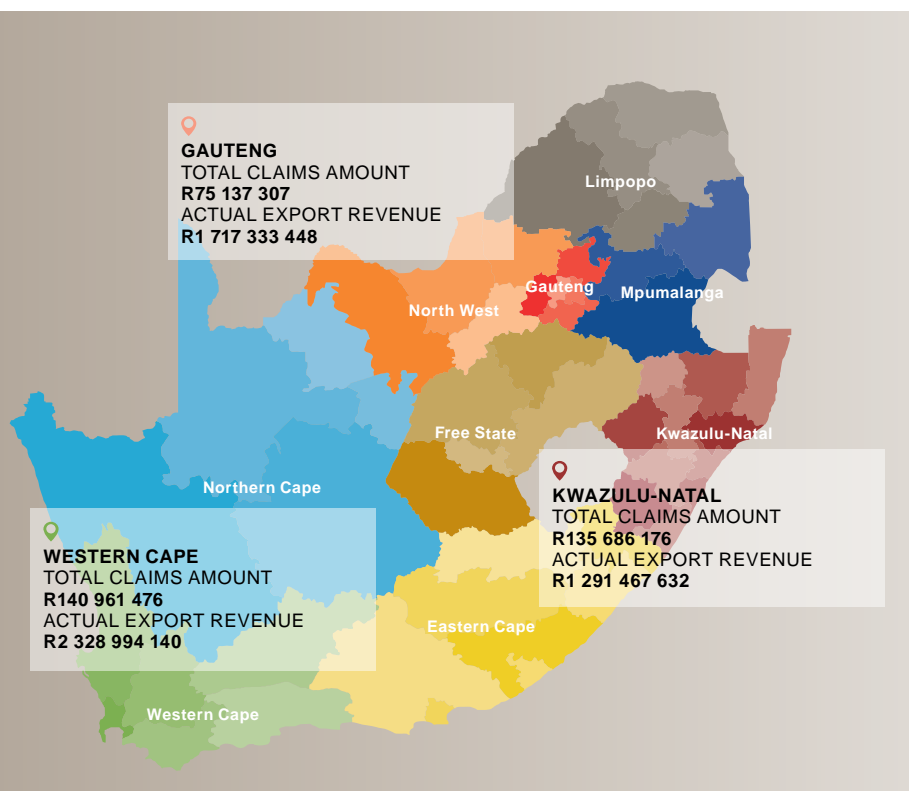 GAUTENG
TOTAL CLAIMS AMOUNT
R75 137 307
ACTUAL EXPORT REVENUE
R1 717 333 448
Limpopo
Gauteng
Mpumalanga
North West
Free State
Kwazulu-Natal
Northern Cape
KWAZULU-NATAL
TOTAL CLAIMS AMOUNT
R135 686 176
ACTUAL EXPORT REVENUE
R1 291 467 632
WESTERN CAPE
TOTAL CLAIMS AMOUNT
R140 961 476
ACTUAL EXPORT REVENUE
R2 328 994 140
Eastern Cape
Western Cape